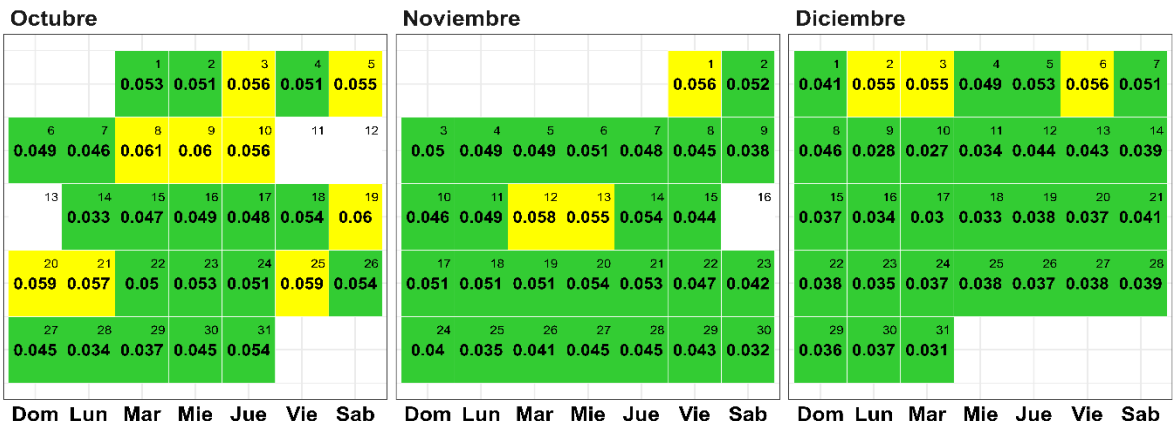 Octubre Noviembre Diciembre
1 2 3 4 5 1 2 1 2 3 4 5 6 7
0.053 0.051 0.056 0.051 0.055 0.056 0.052 0.041 0.055 0.055 0.049 0.053 0.056 0.051
6 7 8 9 10 11 12 3 4 5 6 7 8 9 8 9 10 11 12 13 14
0.049 0.046 0.061 0.06 0.056 0.05 0.049 0.049 0.051 0.048 0.045 0.038 0.046 0.028 0.027 0.034 0.044 0.043 0.039
13 14 15 16 17 18 19 10 11 12 13 14 15 16 15 16 17 18 19 20 21
0.033 0.047 0.049 0.048 0.054 0.06 0.046 0.049 0.058 0.055 0.054 0.044 0.037 0.034 0.03 0.033 0.038 0.037 0.041
20 21 22 23 24 25 26 17 18 19 20 21 22 23 22 23 24 25 26 27 28
0.059 0.057 0.05 0.053 0.051 0.059 0.054 0.051 0.051 0.051 0.054 0.053 0.047 0.042 0.038 0.035 0.037 0.038 0.037 0.038 0.039
27 28 29 30 31 24 25 26 27 28 29 30 29 30 31
0.045 0.034 0.037 0.045 0.054 0.04 0.035 0.041 0.045 0.045 0.043 0.032 0.036 0.037 0.031
Dom Lun Mar Mie Jue Vie Sab Dom Lun Mar Mie Jue Vie Sab Dom Lun Mar Mie Jue Vie Sab